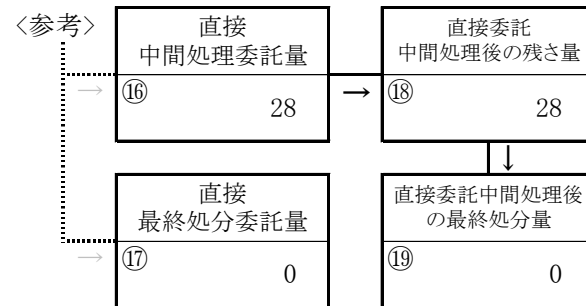 〈参考〉
直接
中間処理委託量
⑯
28
→
→
直接委託
中間処理後の残さ量
⑱
28
↓
直接
最終処分委託量
⑰
0
→
直接委託中間処理後
の最終処分量
⑲
0